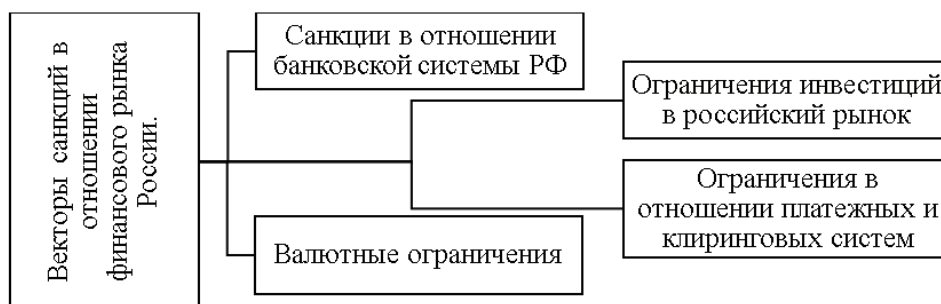 Векторы санкций в
отношении
финансового рынка
России.
Санкции в отношении
банковской системы РФ
Ограничения инвестиций
в российский рынок
Ограничения в
отношении платежных и
клиринговых систем
Валютные ограничения